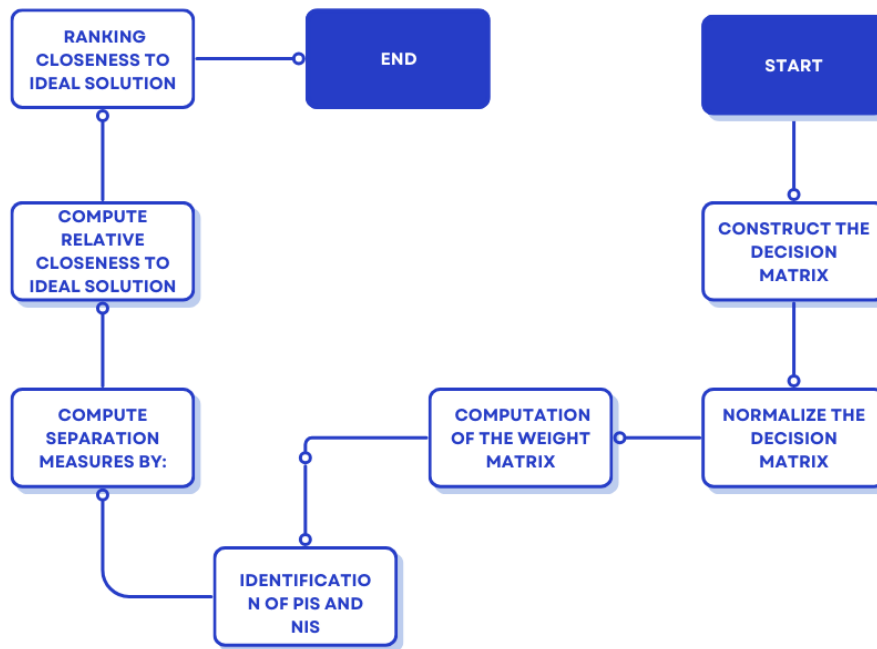 RANKING
CLOSENESS TO
IDEAL SOLUTION
END
START
COMPUTE
RELATIVE
CLOSENESS TO
IDEAL SOLUTION
CONSTRUCT THE
DECISION
MATRIX
COMPUTE
SEPARATION
MEASURES BY:
COMPUTATION
OF THE WEIGHT
MATRIX
NORMALIZE THE
DECISION
MATRIX
IDENTIFICATIO
N OF PIS AND
NIS